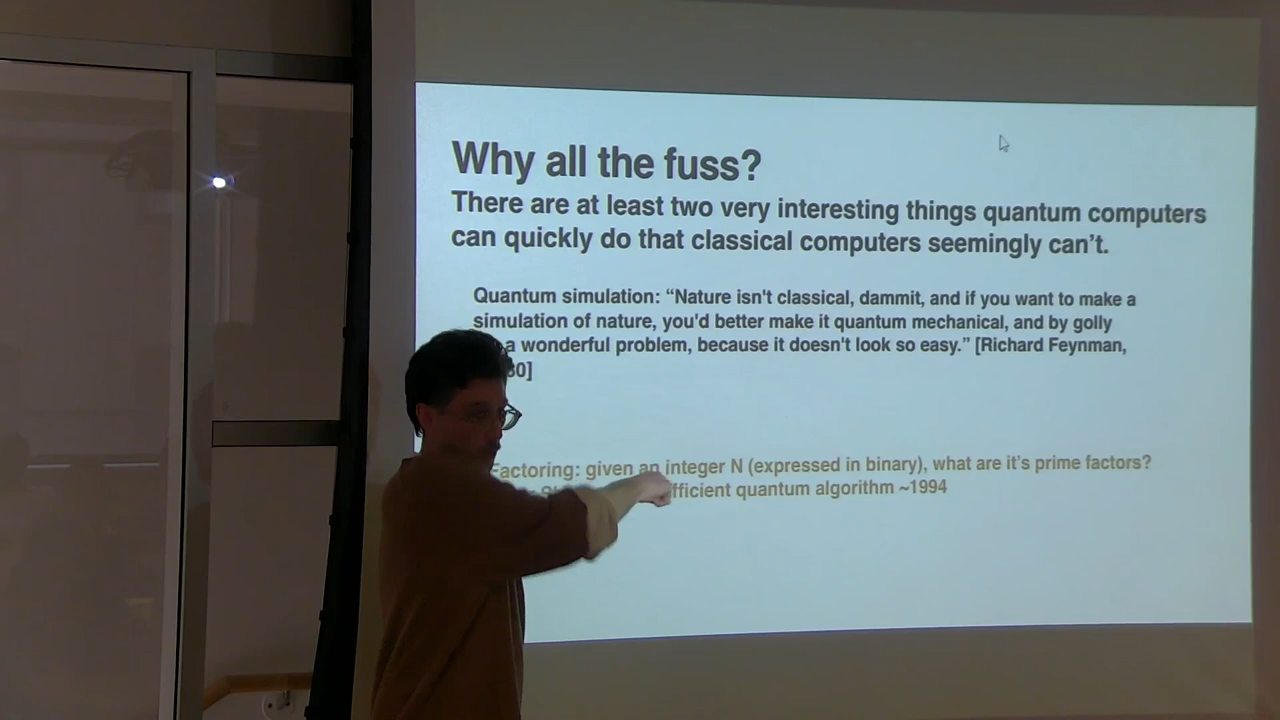 Why all the fuss?
There are at least two very interesting things quantum computers
can quickly do that classical computers seemingly can't.
Quantum simulation: “Nature isn't classical, dammit, and if you want to make a
simulation of nature, you'd better make it quantum mechanical, and by golly
a wonderful problem, because it doesn't look so easy.” [Richard Feynman,
Factoring: given an integer N (expressed in binary), what are it's prime factors?
quantum algorithm ~1994